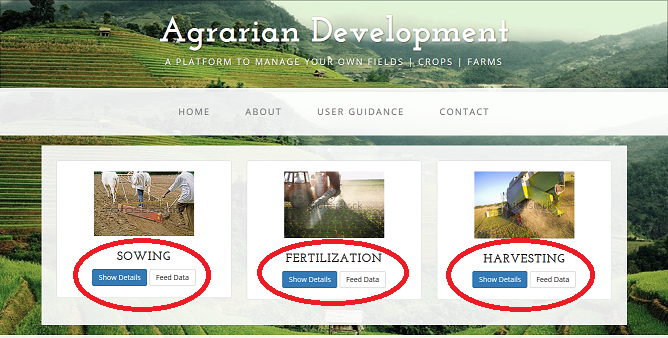 Agrarian Development
A PLATFORM TO MANAGE YOUR OWN FIELDS | CROPS | FARMS
HOME ABOUT USER GUIDANCE CONTACT
SOWING
Show Details Feed Data
FERTILIZATION
Show Details Feed Data
HARVESTING
Show Details Feed Data